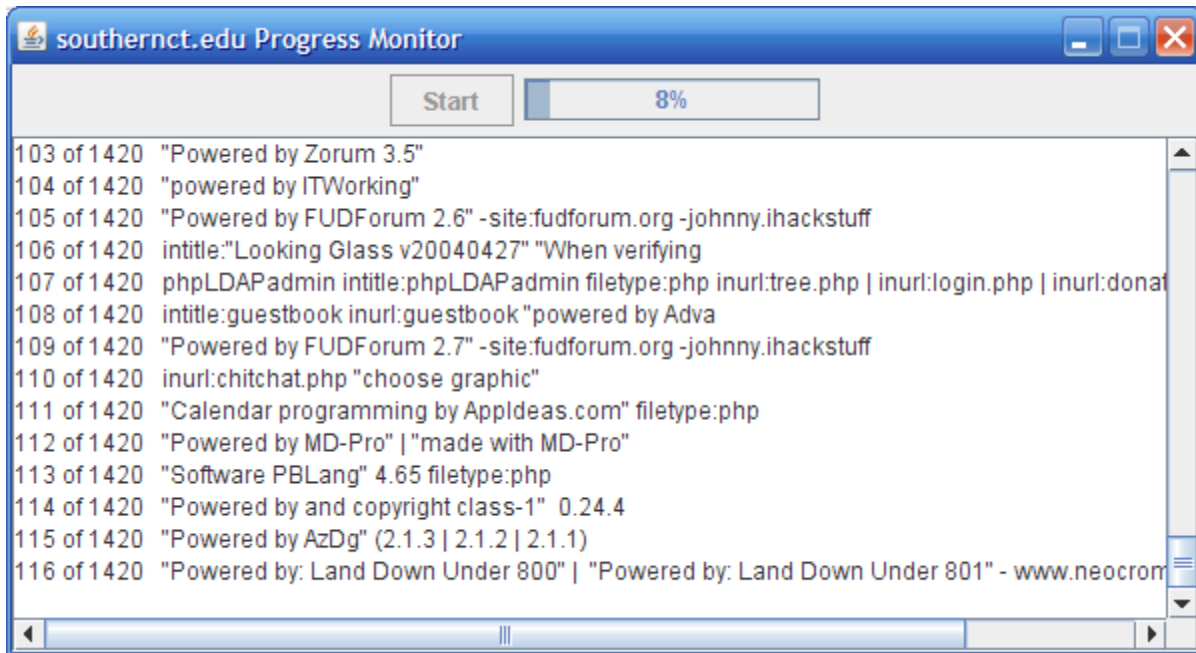 southernct.edu Progress Monitor
Start 8%
103 of 1420 "Powered by Zorum 3.5"
104 of 1420 "powered by ITWorking"
105 of 1420 "Powered by FUDForum 2.6" -site:fudforum.org -johnny.ihackstuff
106 of 1420 intitle:"Looking Glass v20040427" "When verifying
107 of 1420 phpLDAPadmin intitle:phpLDAPadmin filetype:php inurl:tree.php | inurl:login.php | inurl:donat
108 of 1420 intitle:guestbook inurl:guestbook "powered by Adva
109 of 1420 "Powered by FUDForum 2.7" -site:fudforum.org -johnny.ihackstuff
110 of 1420 inurl:chitchat.php "choose graphic"
111 of 1420 "Calendar programming by AppIdeas.com" filetype:php
112 of 1420 "Powered by MD-Pro" | "made with MD-Pro"
113 of 1420 "Software PBLang" 4.65 filetype:php
114 of 1420 "Powered by and copyright class-1" 0.24.4
115 of 1420 "Powered by AzDg" (2.1.3 | 2.1.2 | 2.1.1)
116 of 1420 "Powered by: Land Down Under 800" | "Powered by: Land Down Under 801" - www.neocrom